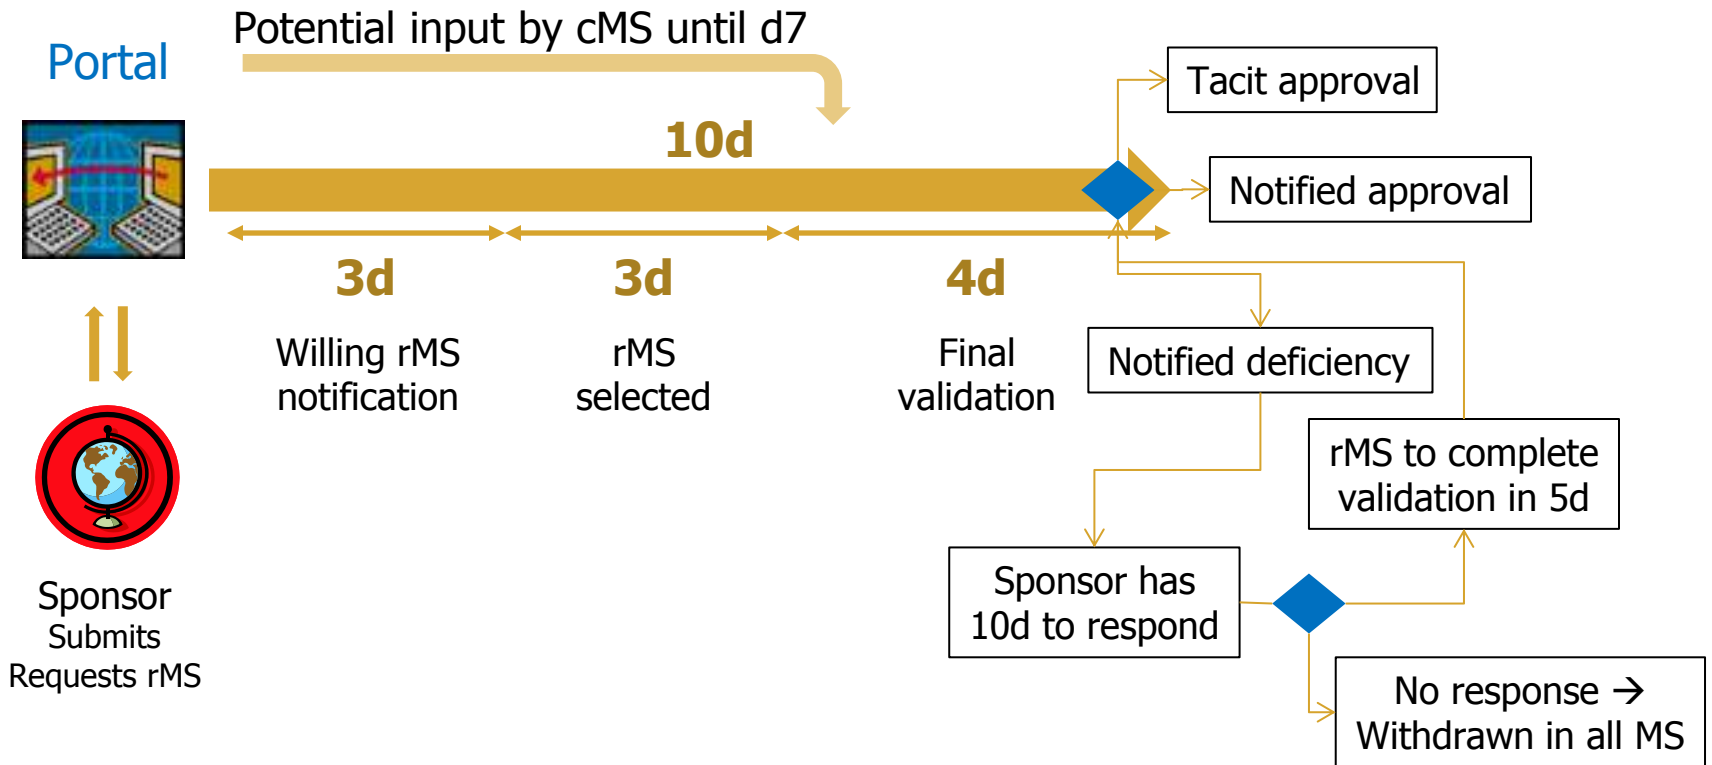 Potential input by cMS until d7
Portal
10d
3d
3d
4d
Willing rMS
notification
rMS
selected
Final
validation
Sponsor
Submits
Requests rMS
Tacit approval
Notified approval
Notified deficiency
rMS to complete
validation in 5d
Sponsor has
10d to respond
No response →
Withdrawn in all MS